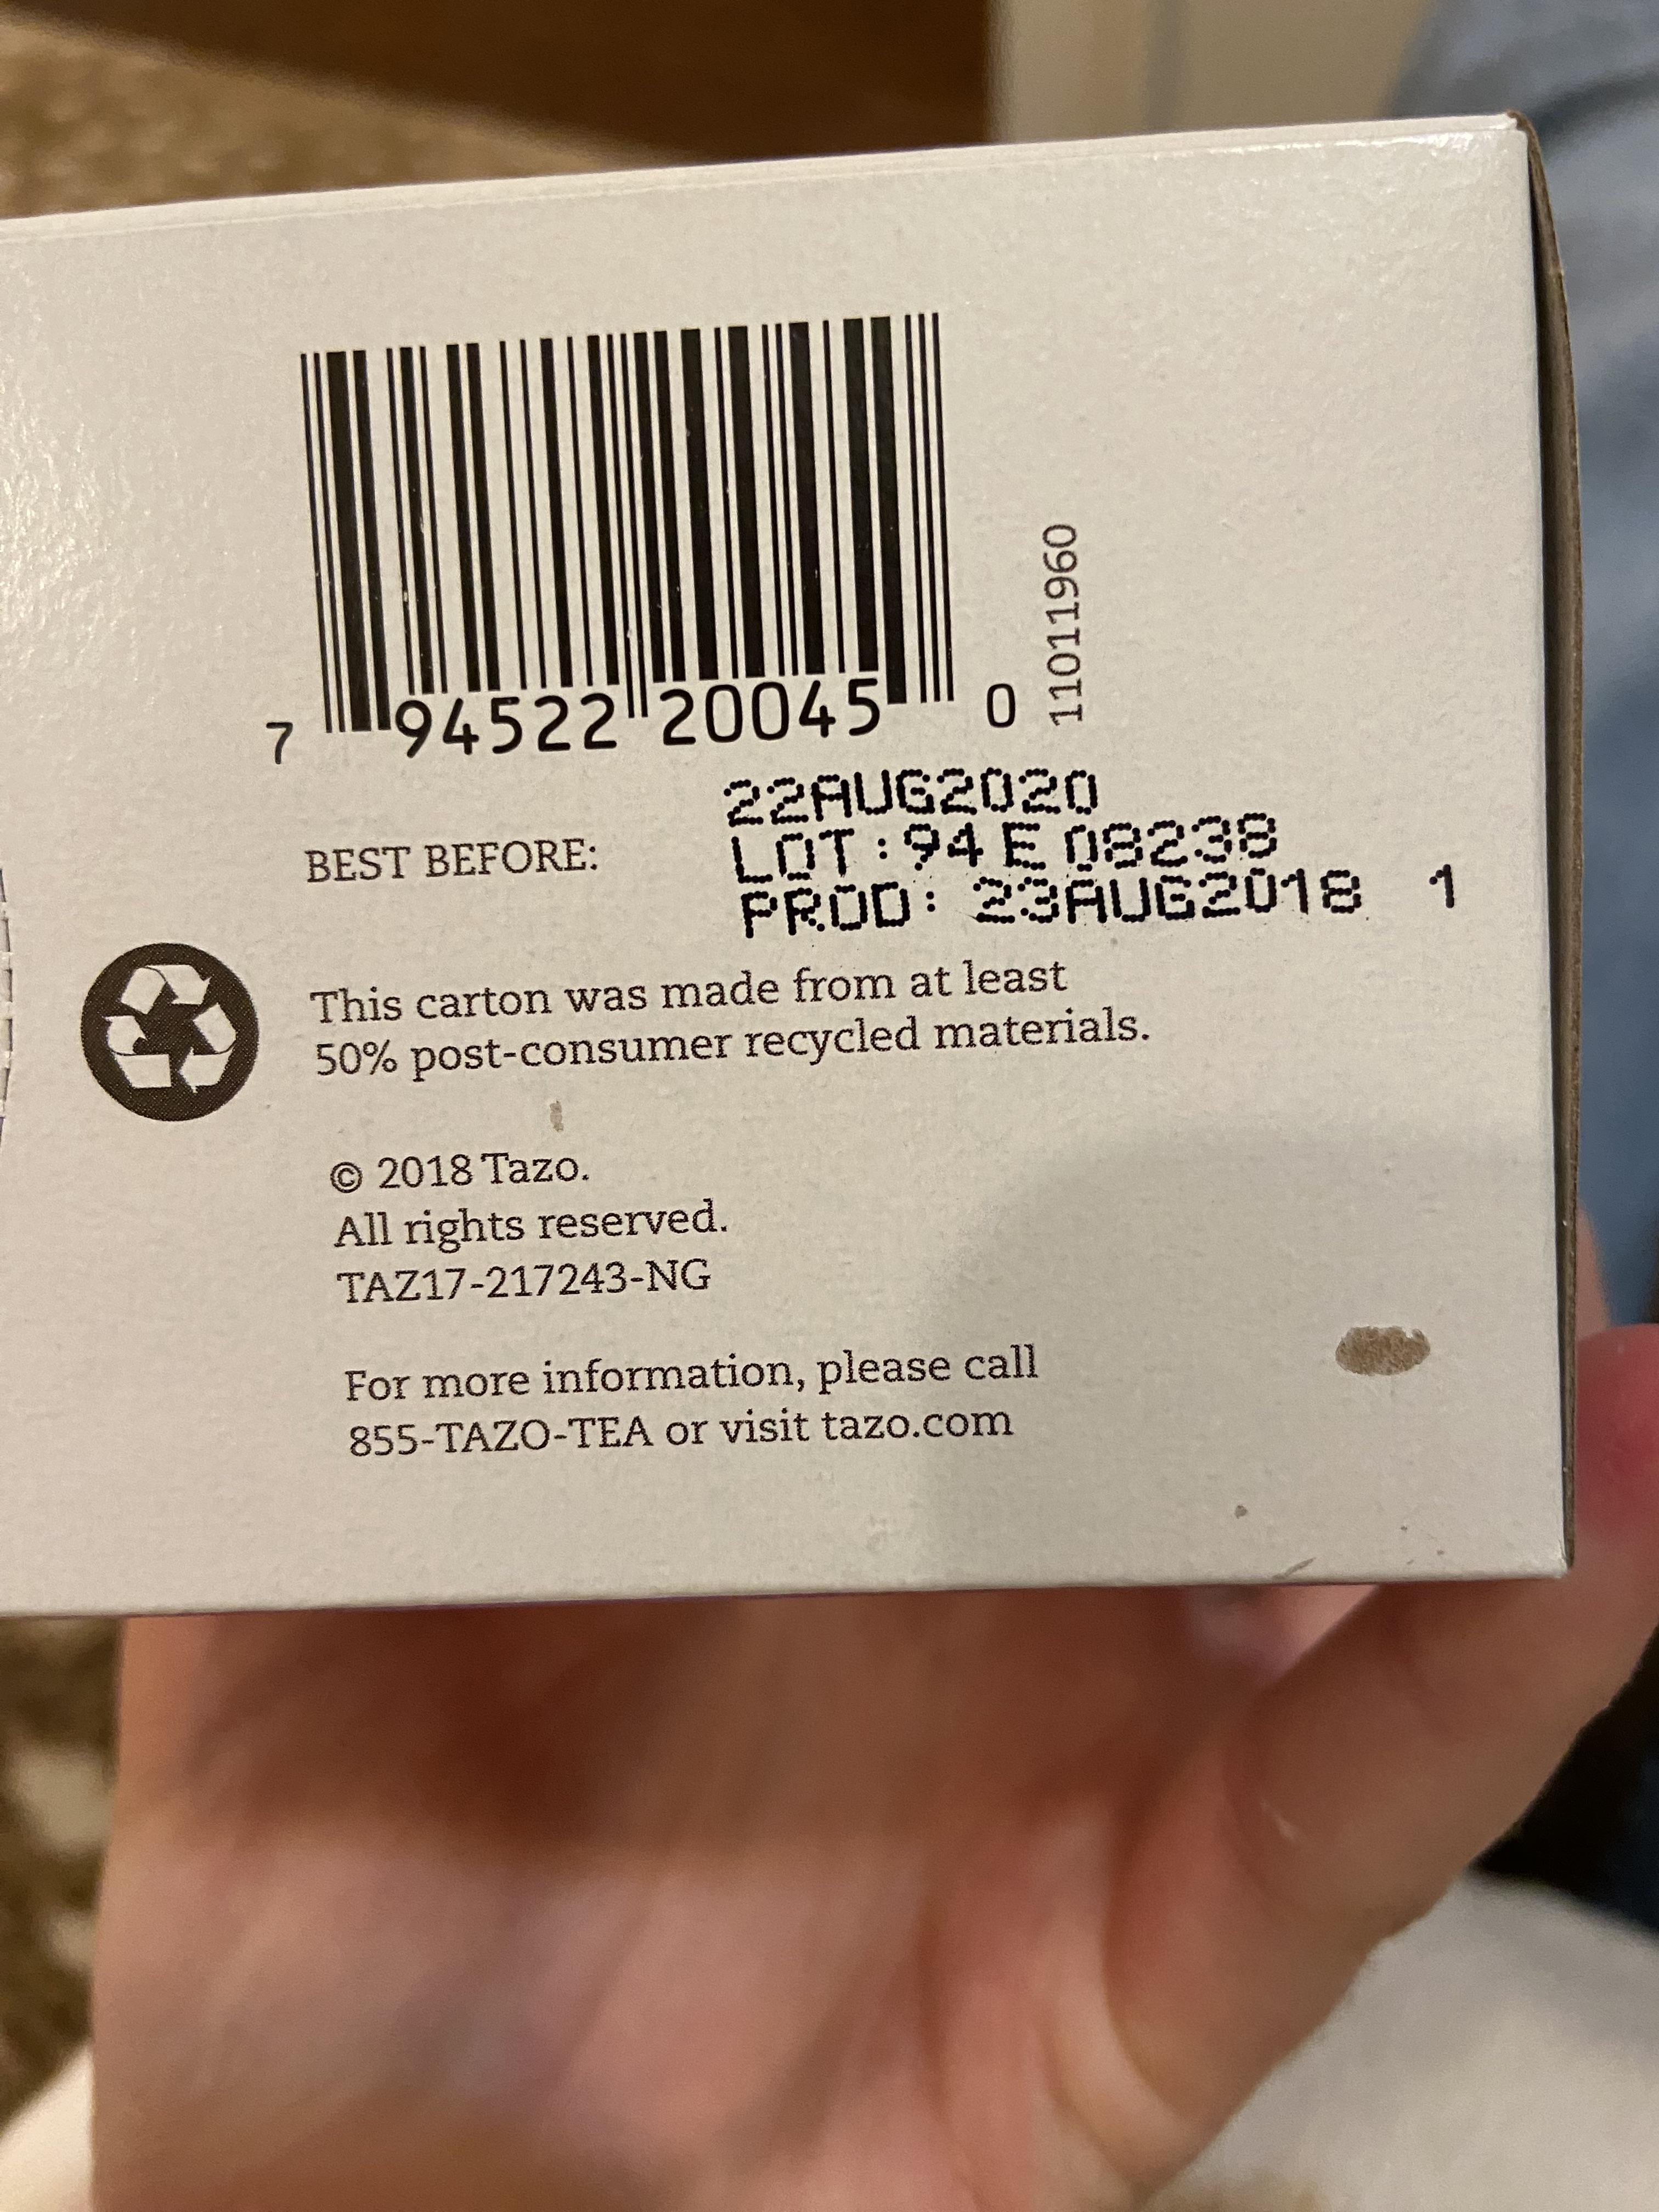 7 94522 20045 0
11011960
22AUG2020
BEST BEFORE: LOT:94 E 08238
PROD: 23AUG2018 1
This carton was made from at least
50% post-consumer recycled materials.
© 2018 Tazo.
All rights reserved.
TAZ17-217243-NG
For more information, please call
855-TAZO-TEA or visit tazo.com